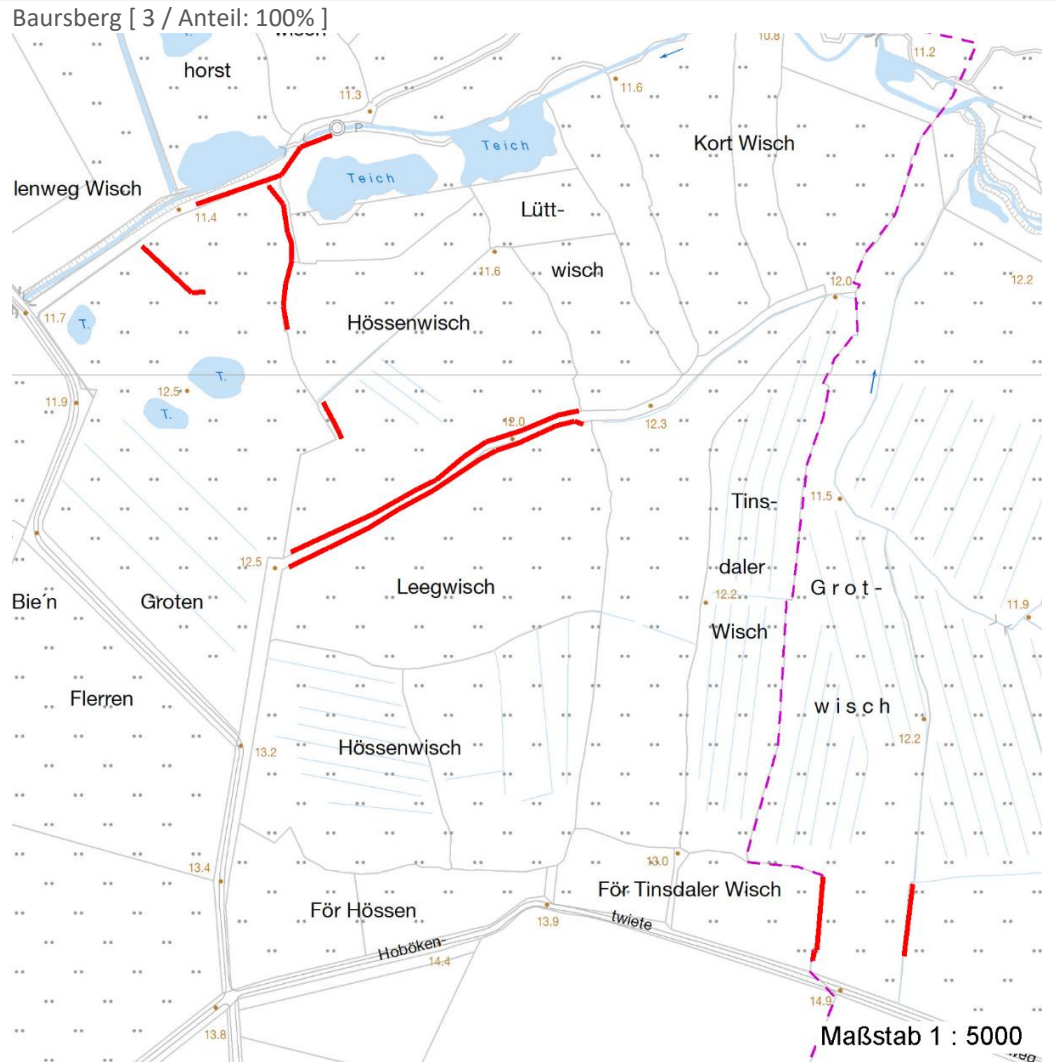 Baursberg [ 3 / Anteil: 100% ]
T.
wisch
10.8
11.2
horst
11.3
11.6
P
Teich
Kort Wisch
Teich
lenweg Wisch
11.4
Lütt-
11.6
wisch
12.0
12.2
11.7
T.
Hössenwisch
T.
12.5
11.9
T.
12.0
12.3
Tins-
11.5
12.5
daler
Leegwisch
Grot-
Bie´n
Groten
12.2
11.9
Wisch
Flerren
wisch
12.2
13.2
Hössenwisch
13.0
13.4
För Tinsdaler Wisch
För Hössen
13.9
twiete
Hoböken-
14.4
14.9
13.8
Maßstab 1 : 5000
weg